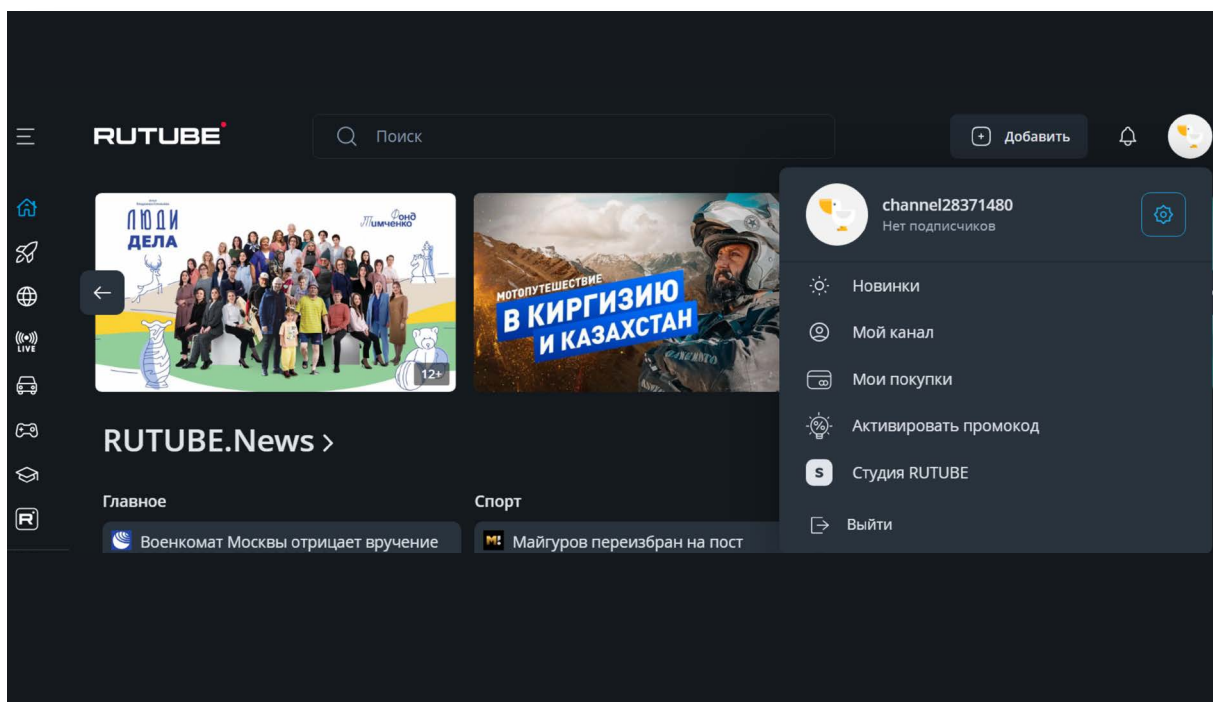 RUTUBE
Поиск
Добавить
channel28371480
Нет подписчиков
Новинки
Мой канал
Мои покупки
Активировать промокод
Студия RUTUBE
Выйти
LIVE
ЛЮДИ
ДЕЛА
Фонд
Тимченко
12+
МОТОПУТЕШЕСТВИЕ
В КИРГИЗИЮ
И КАЗАХСТАН
RUTUBE.News
Главное
Военкомат Москвы отрицает вручение
Спорт
Майгуров переизбран на пост